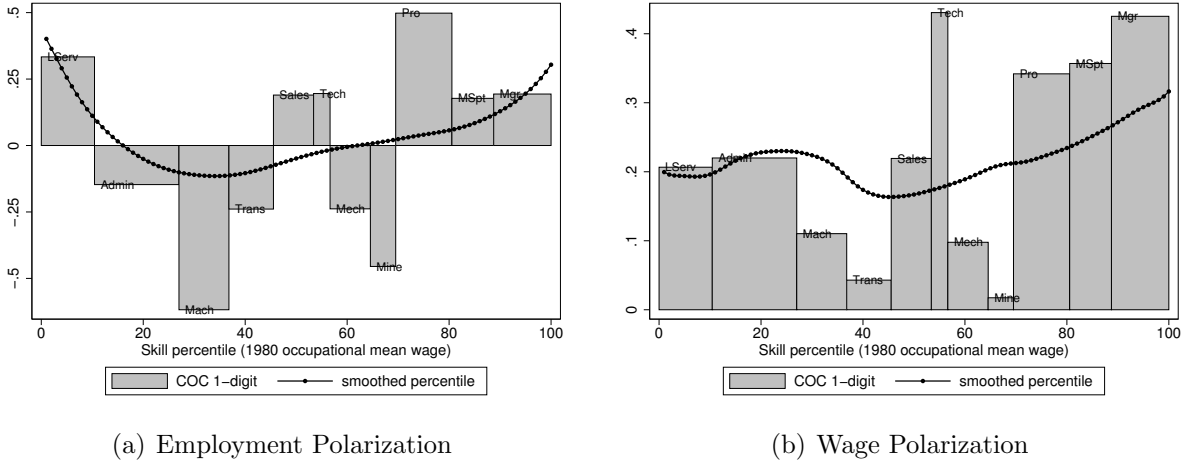 .5
.25
0
-.25
-.5
LServ
Admin
Mach
Trans
Sales
Tech
Mech
Mine
Pro
MSpt
Mgr
0 20 40 60 80 100
Skill percentile (1980 occupational mean wage)
COC 1−digit smoothed percentile
(a) Employment Polarization
.4
.3
.2
.1
0
LServ
Admin
Mach
Trans
Sales
Tech
Mech
Mine
Pro
MSpt
Mgr
0 20 40 60 80 100
Skill percentile (1980 occupational mean wage)
COC 1−digit smoothed percentile
(b) Wage Polarization